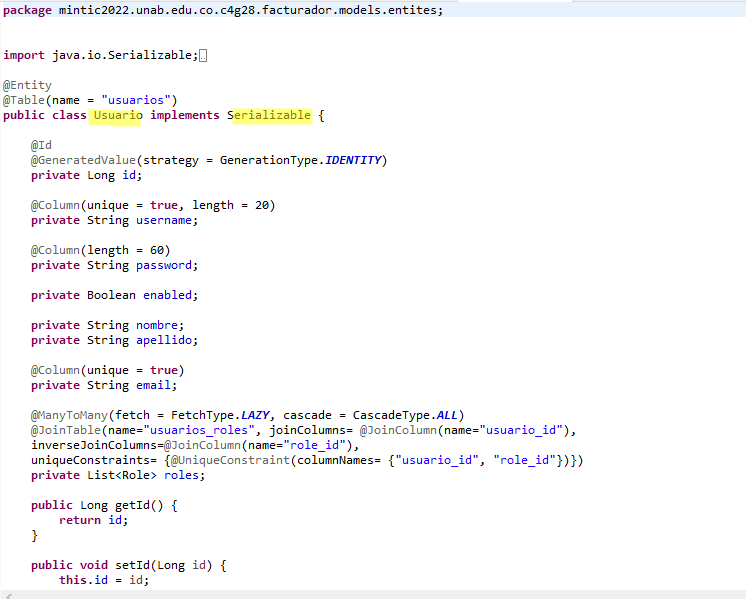 package mintic2022.unab.edu.co.c4g28.facturador.models.entites;
import java.io.Serializable;
@Entity
@Table(name = "usuarios")
public class Usuario implements Serializable {
@Id
@GeneratedValue(strategy = GenerationType.IDENTITY)
private Long id;
@Column(unique = true, length = 20)
private String username;
@Column(length = 60)
private String password;
private Boolean enabled;
private String nombre;
private String apellido;
@Column(unique = true)
private String email;
@ManyToMany(fetch = FetchType.LAZY, cascade = CascadeType.ALL)
@JoinTable(name="usuarios_roles", joinColumns= @JoinColumn(name="usuario_id"),
inverseJoinColumns=@JoinColumn(name="role_id"),
uniqueConstraints= {@UniqueConstraint(columnNames= {"usuario_id", "role_id"})})
private List<Role> roles;
public Long getId() {
return id;
}
public void setId(Long id) {
this.id = id;